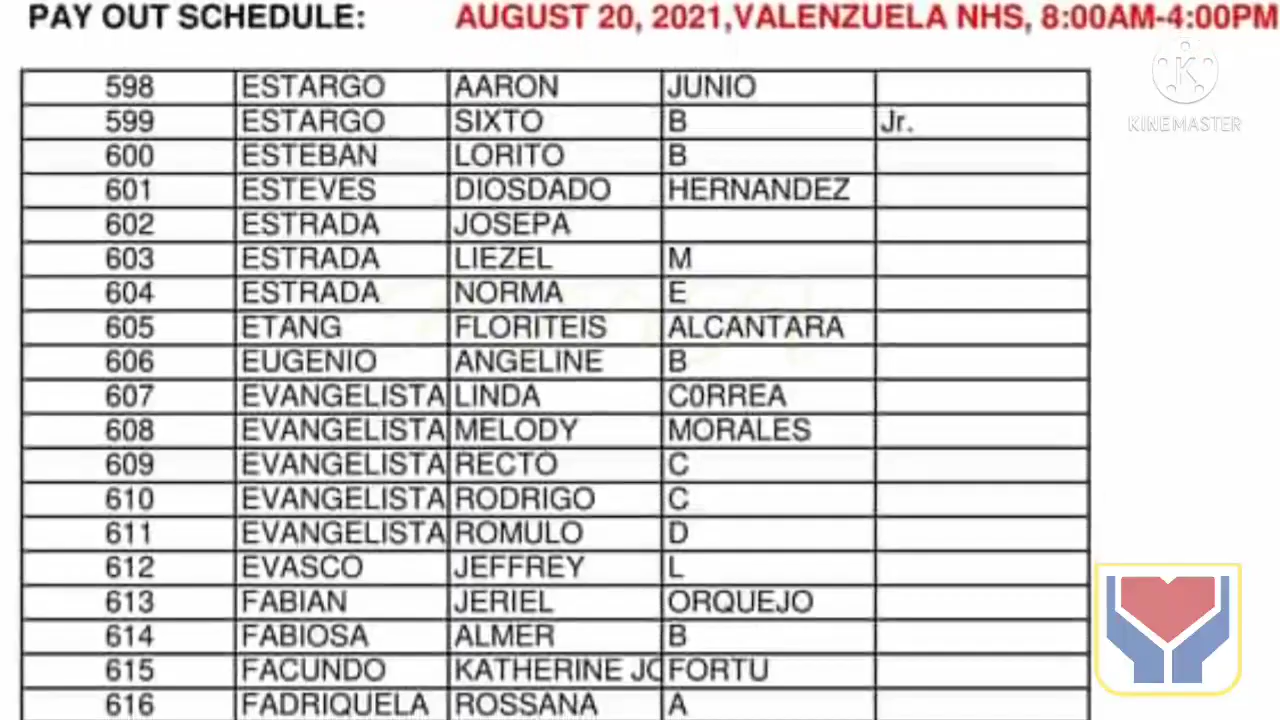 PAY OUT SCHEDULE: AUGUST 20, 2021,VALENZUELA NHS, 8:00AM-4:00PM
598 ESTARGO AARON JUNIO
599 ESTARGO SIXTO B Jr.
600 ESTEBAN LORITO B
601 ESTEVES DIOSDADO HERNANDEZ
602 ESTRADA JOSEPA
603 ESTRADA LIEZEL M
604 ESTRADA NORMA E
605 ETANG FLORITEIS ALCANTARA
606 EUGENIO ANGELINE B
607 EVANGELISTA LINDA C0RREA
608 EVANGELISTA MELODY MORALES
609 EVANGELISTA RECTO C
610 EVANGELISTA RODRIGO C
611 EVANGELISTA ROMULO D
612 EVASCO JEFFREY L
613 FABIAN JERIEL ORQUEJO
614 FABIOSA ALMER B
615 FACUNDO KATHERINE JO FORTU
616 FADRIQUELA ROSSANA A
K
KINEMASTER